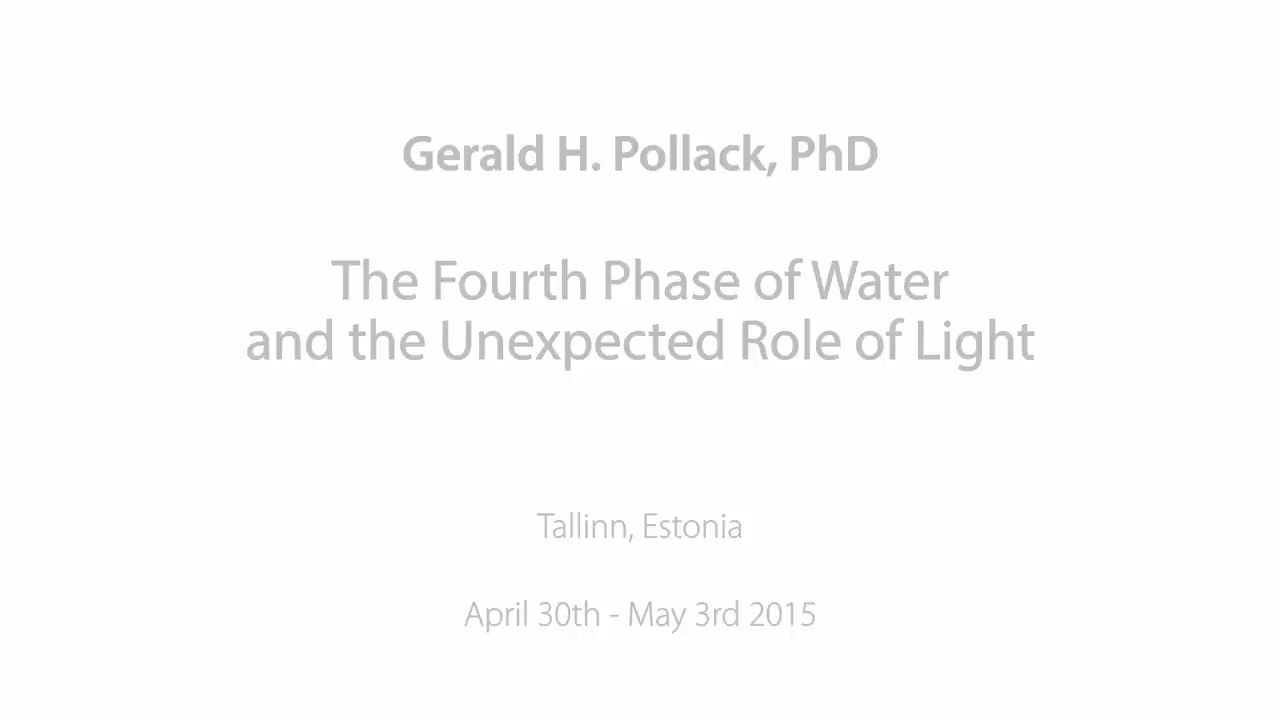 Gerald H. Pollack, PhD
The Fourth Phase of Water
and the Unexpected Role of Light
Tallinn, Estonia
April 30th - May 3rd 2015